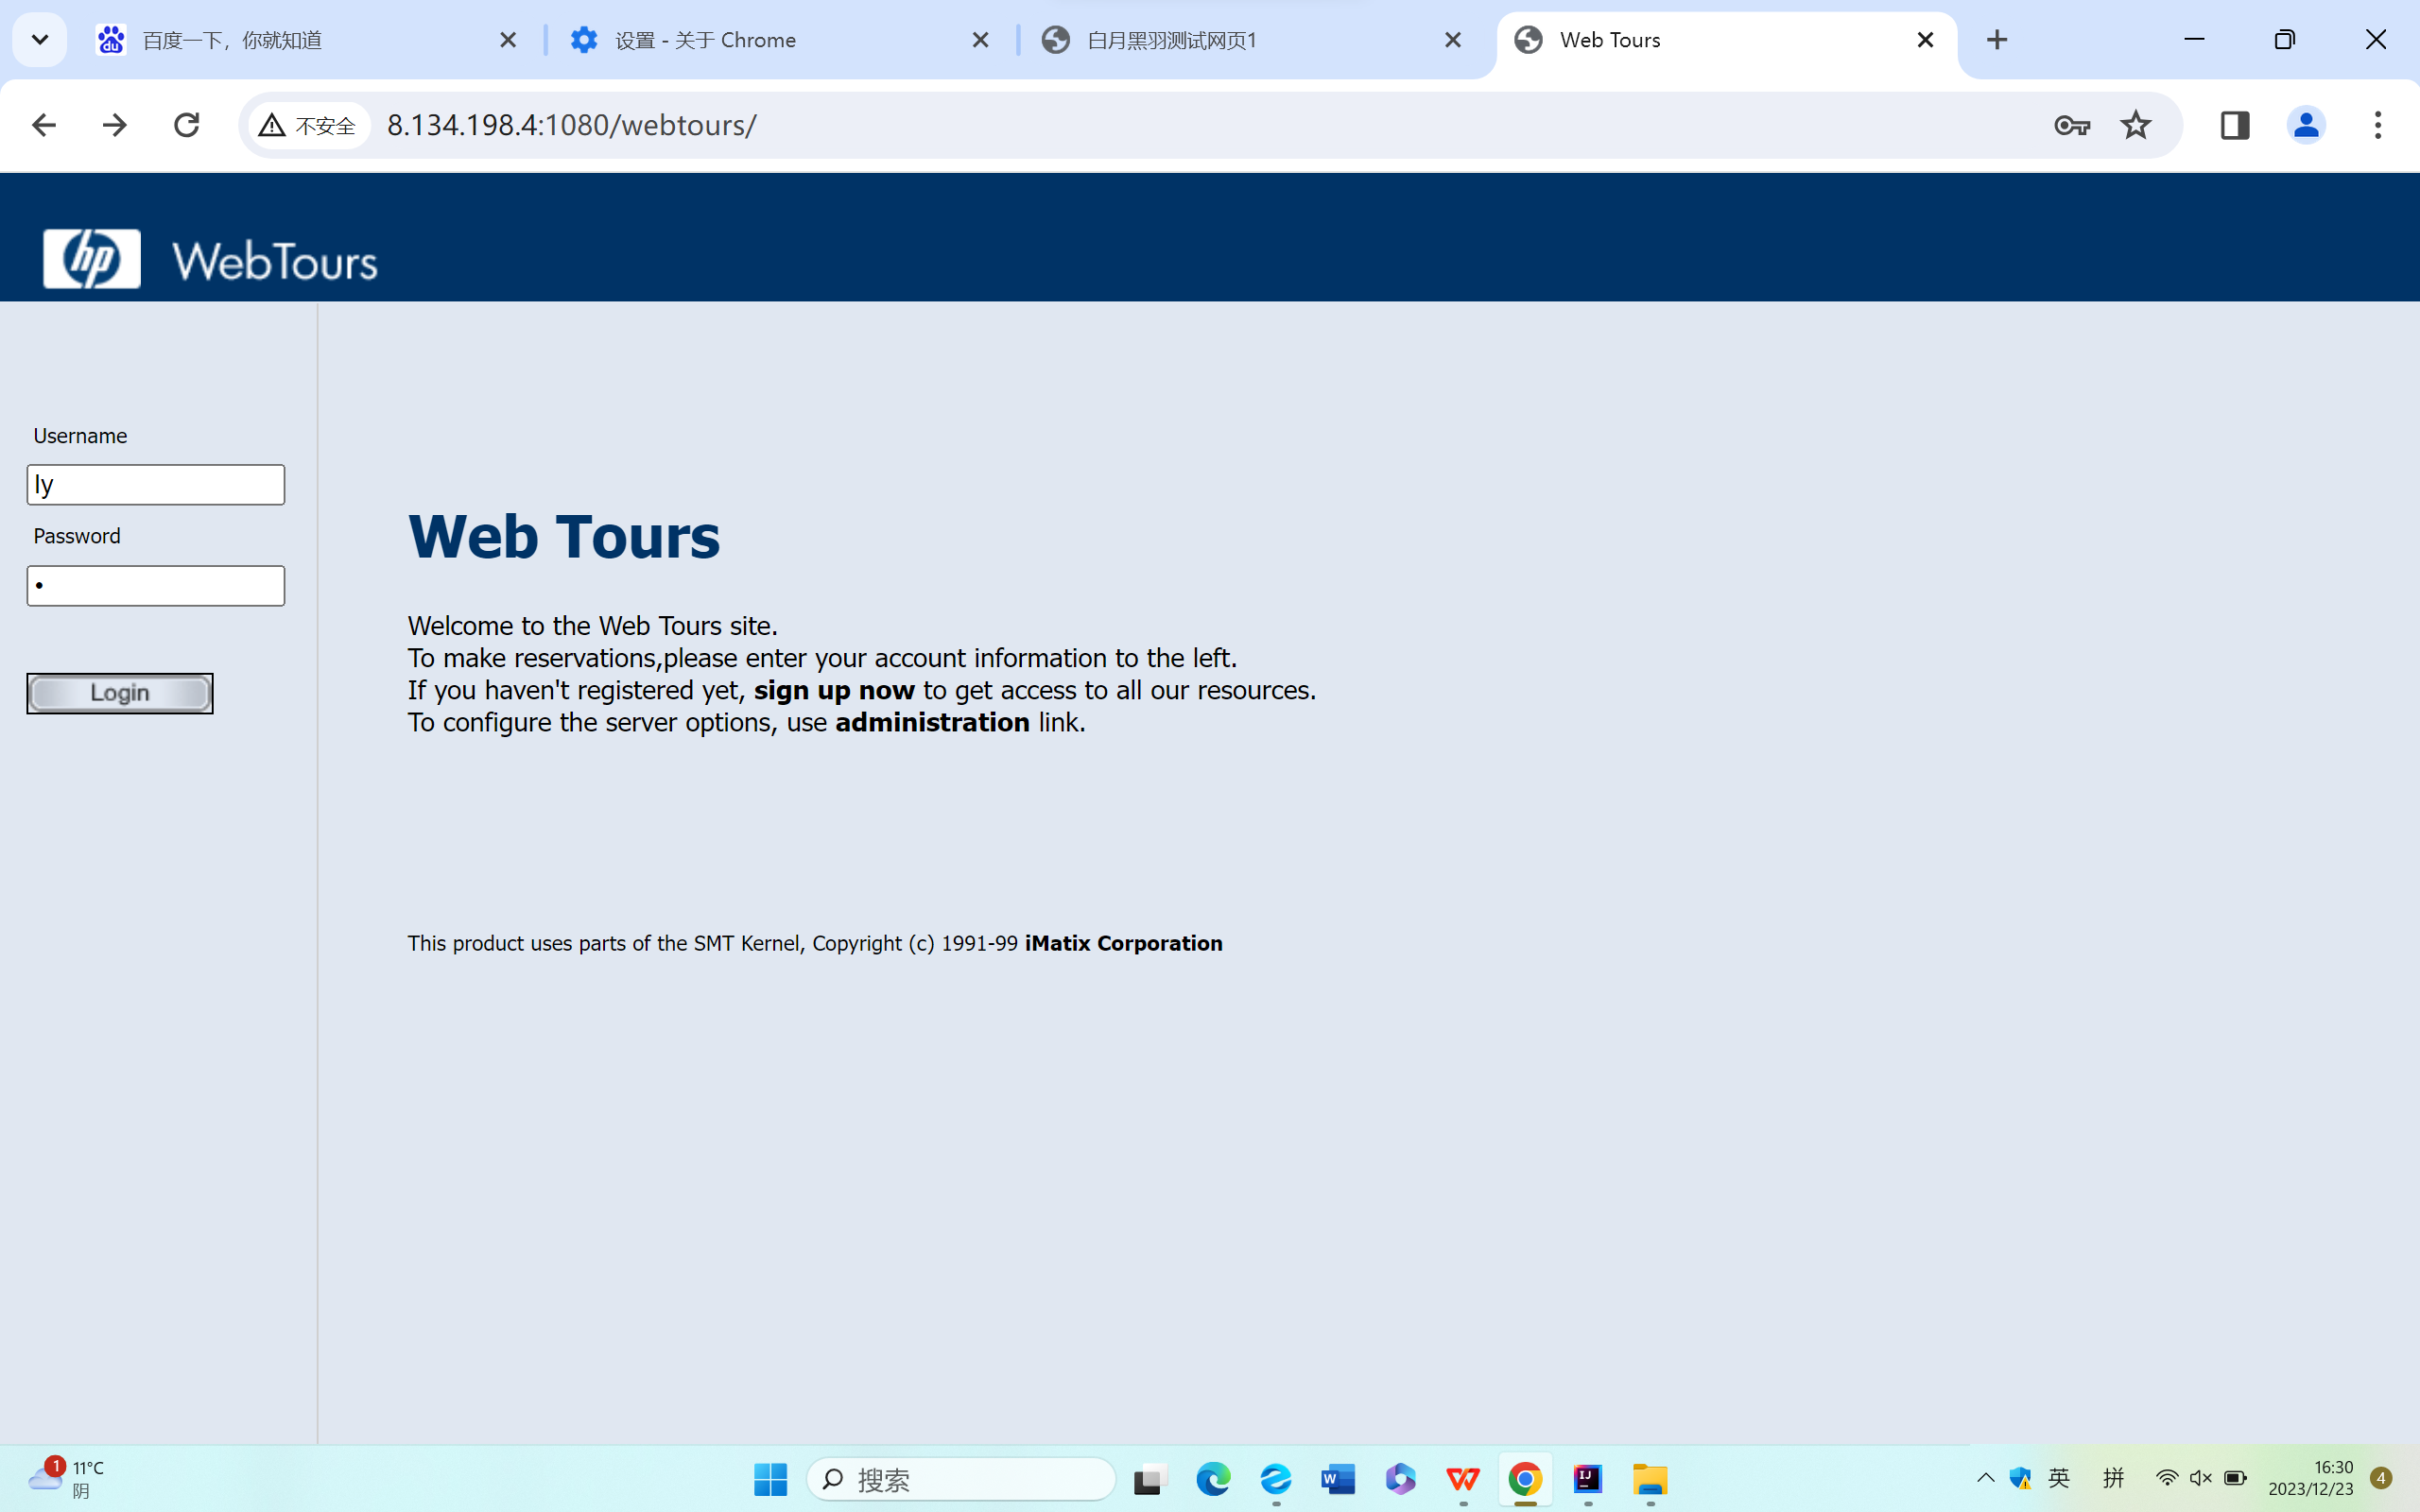 百度一下，你就知道
设置 - 关于 Chrome
白月黑羽测试网页1
Web Tours
不安全
8.134.198.4:1080/webtours/
hp WebTours
Username
ly
Password
Login
Web Tours
Welcome to the Web Tours site.
To make reservations,please enter your account information to the left.
If you haven't registered yet, sign up now to get access to all our resources.
To configure the server options, use administration link.
This product uses parts of the SMT Kernel, Copyright (c) 1991-99 iMatix Corporation
1
11°C
阴
搜索
英
拼
16:30
2023/12/23
4